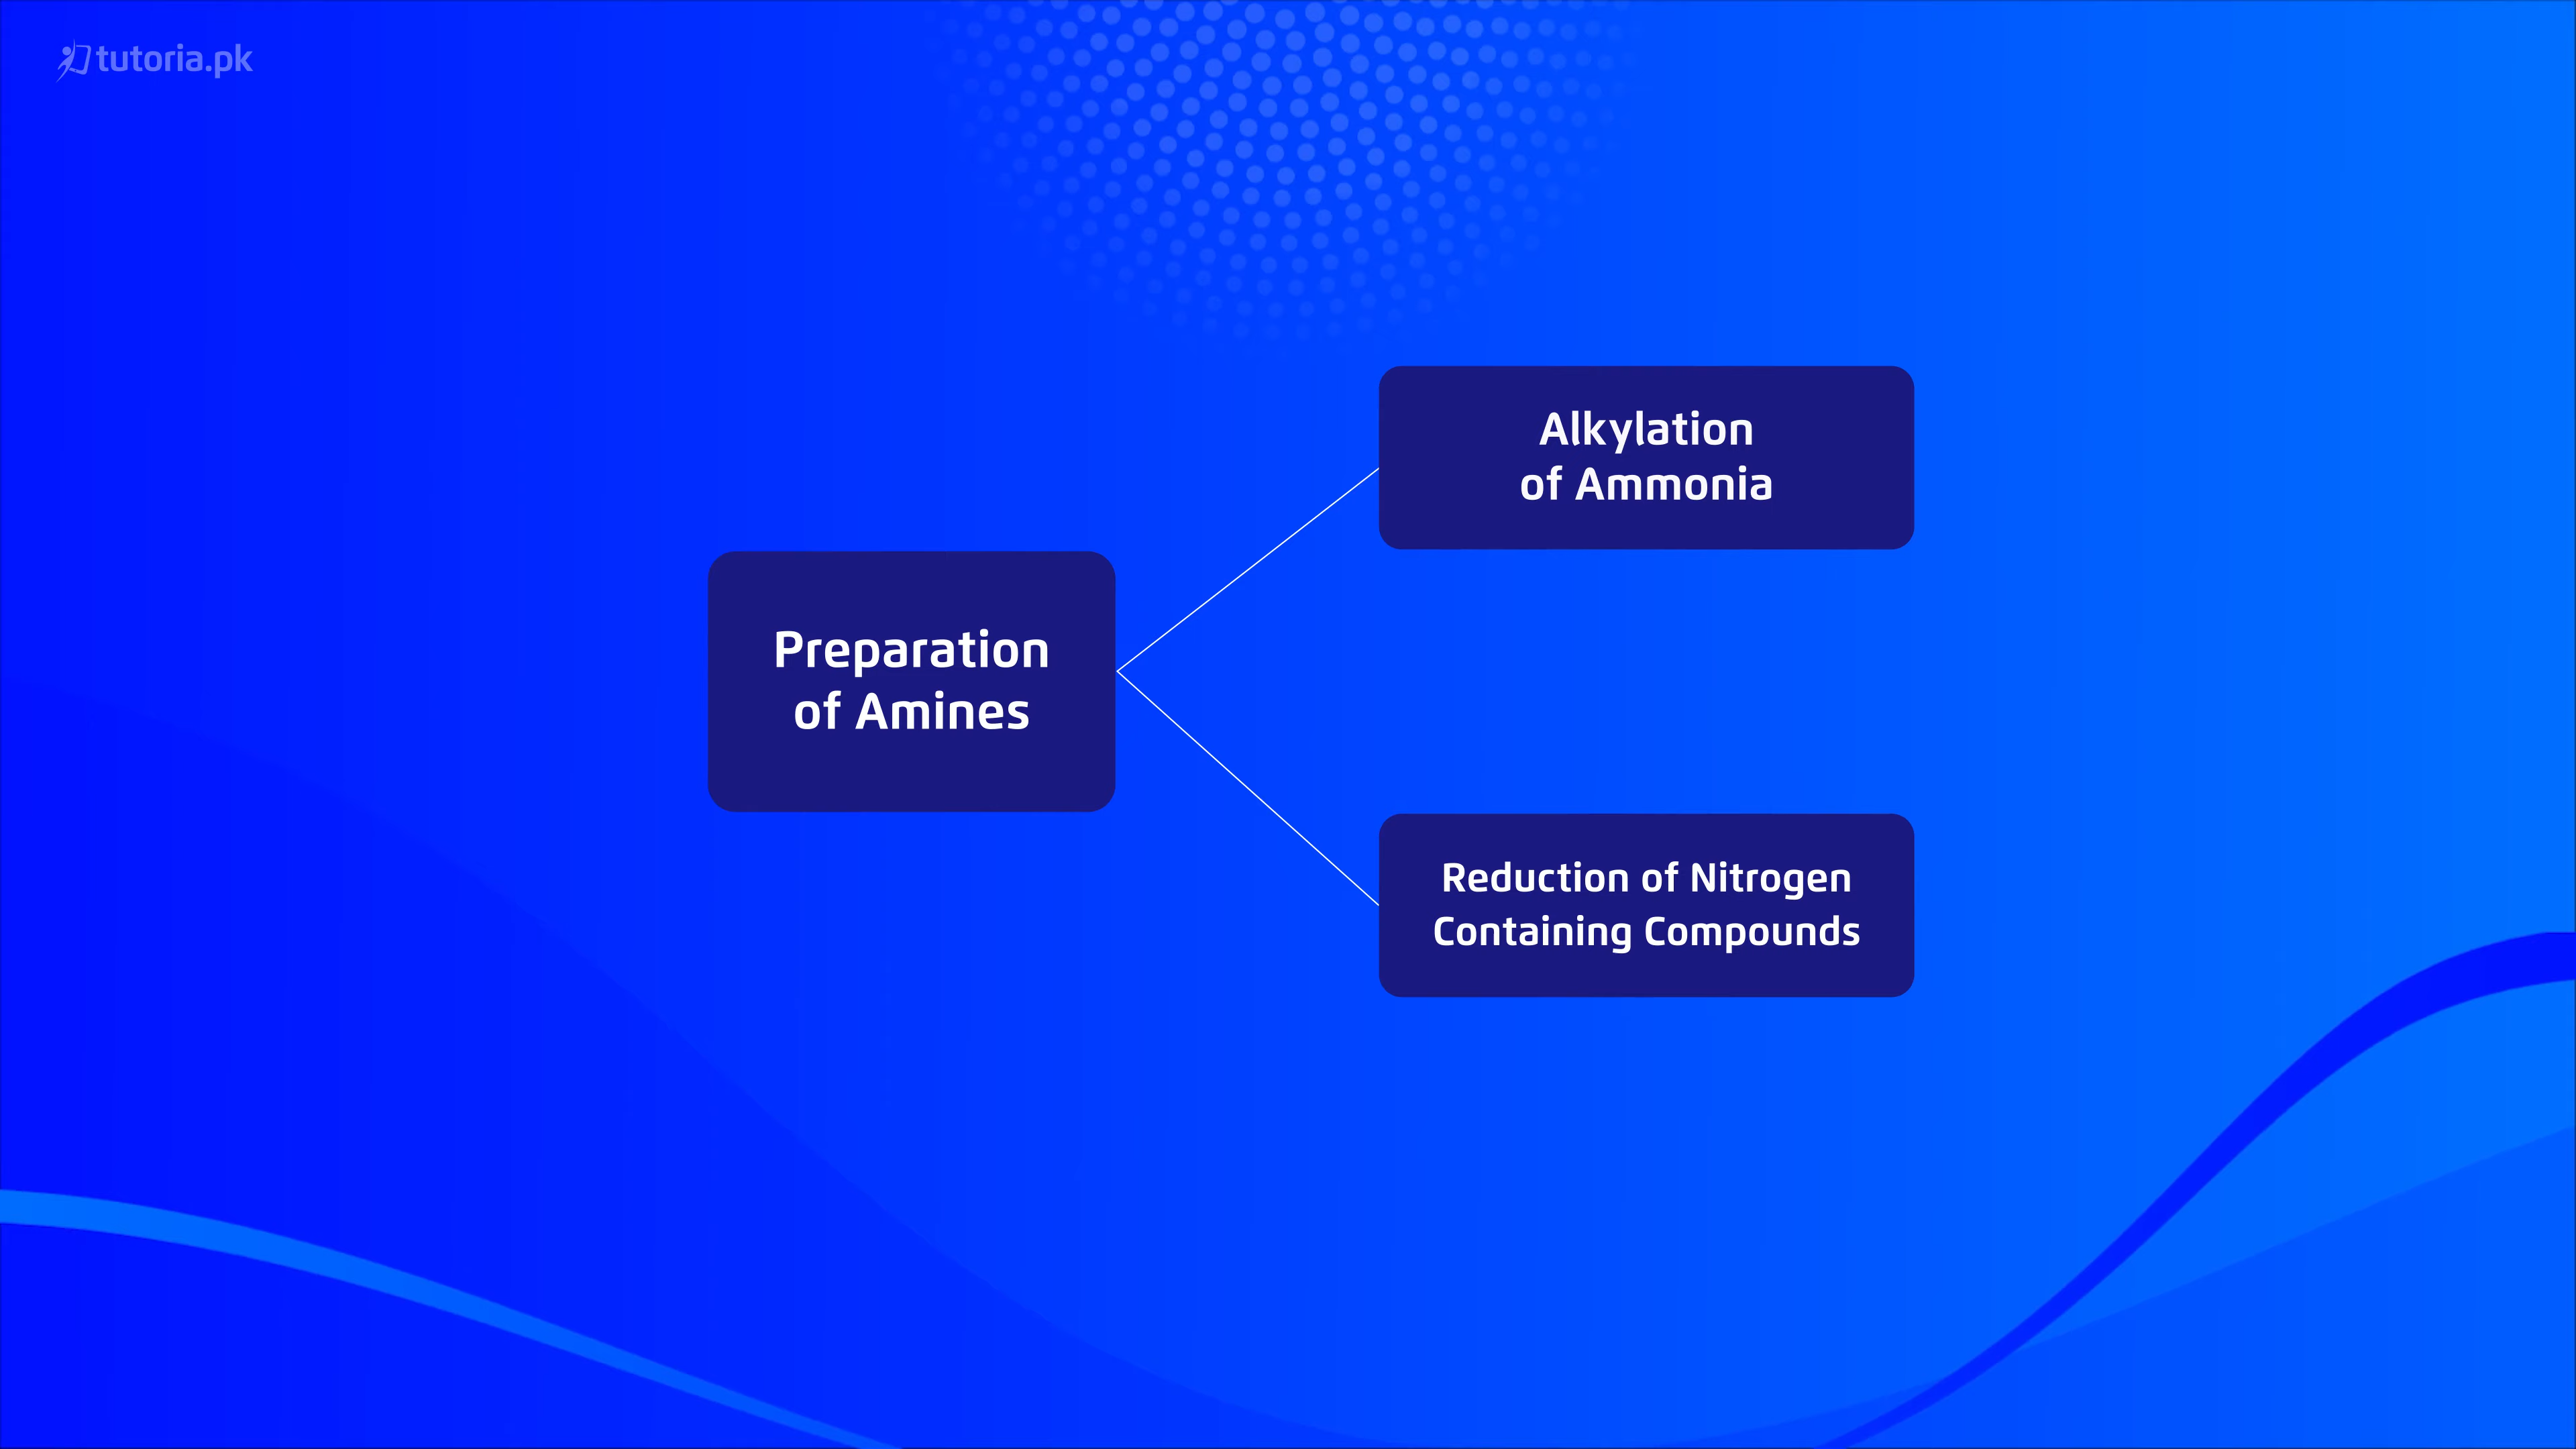 tutoria.pk
Alkylation
of Ammonia
Preparation
of Amines
Reduction of Nitrogen
Containing Compounds